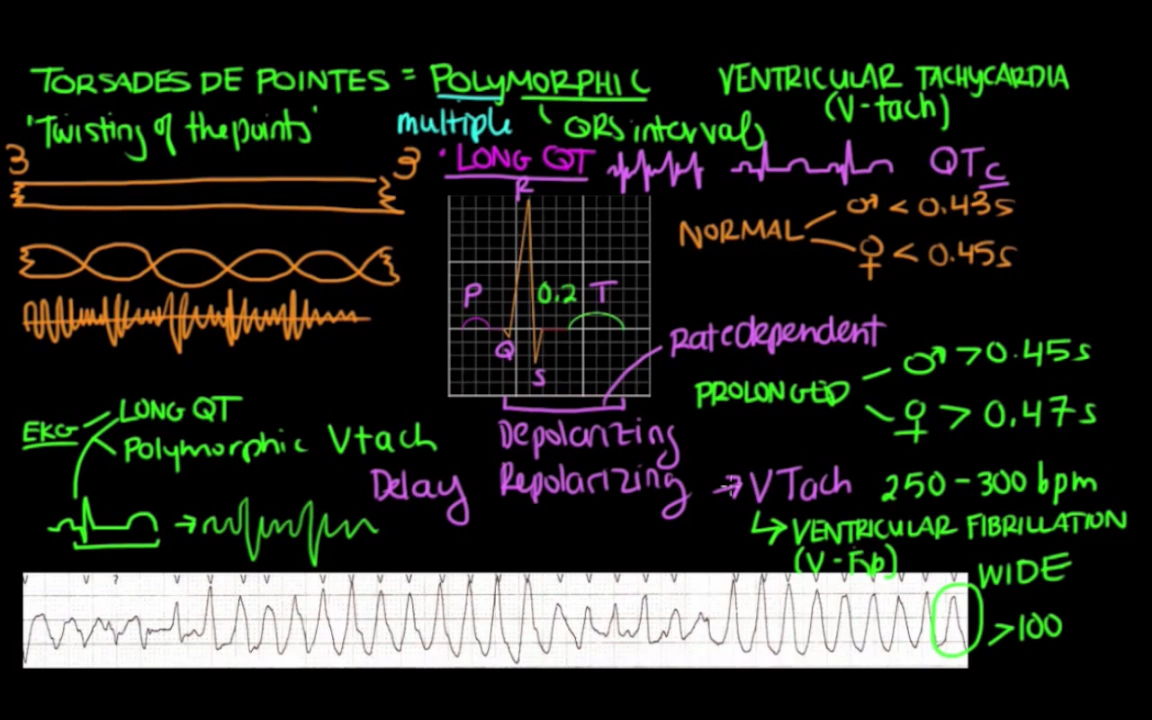 TORSADES DE POINTES = POLYMORPHIC VENTRICULAR TACHYCARDIA
(V-tach)
'Twisting of the points'
multiple
QRS interval
3 3
• LONG QT
QTc
NORMAL
♂ < 0.43s
♀ < 0.45s
R
P
0.2
T
Q
S
Rate dependent
PROLONGED
♂ > 0.45s
♀ > 0.47s
EKG
LONG QT
Polymorphic Vtach
Depolarizing
Delay Repolarizing → VTach 250-300 bpm
↳ VENTRICULAR FIBRILLATION
(V-Fib)
WIDE
>100